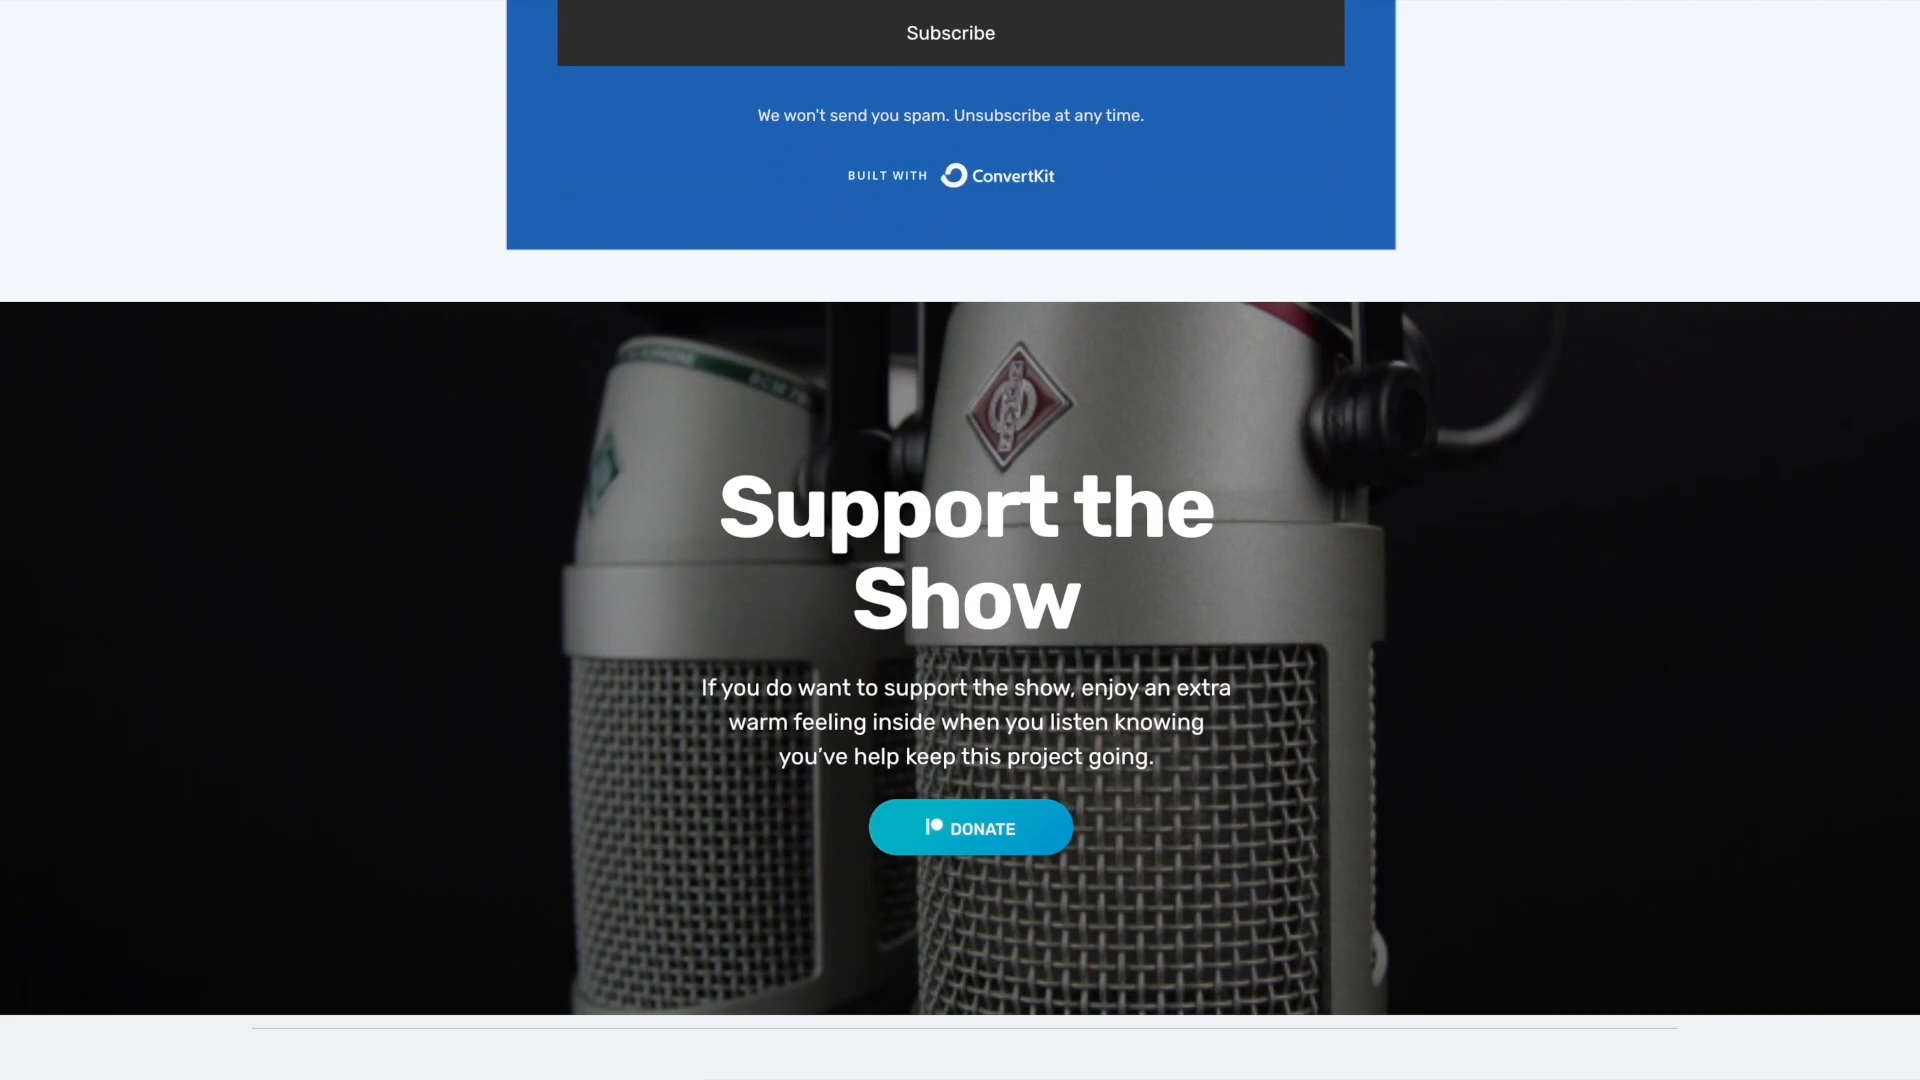 Subscribe
We won't send you spam. Unsubscribe at any time.
BUILT WITH ConvertKit
BCM 70
Support the
Show
If you do want to support the show, enjoy an extra
warm feeling inside when you listen knowing
you’ve help keep this project going.
DONATE